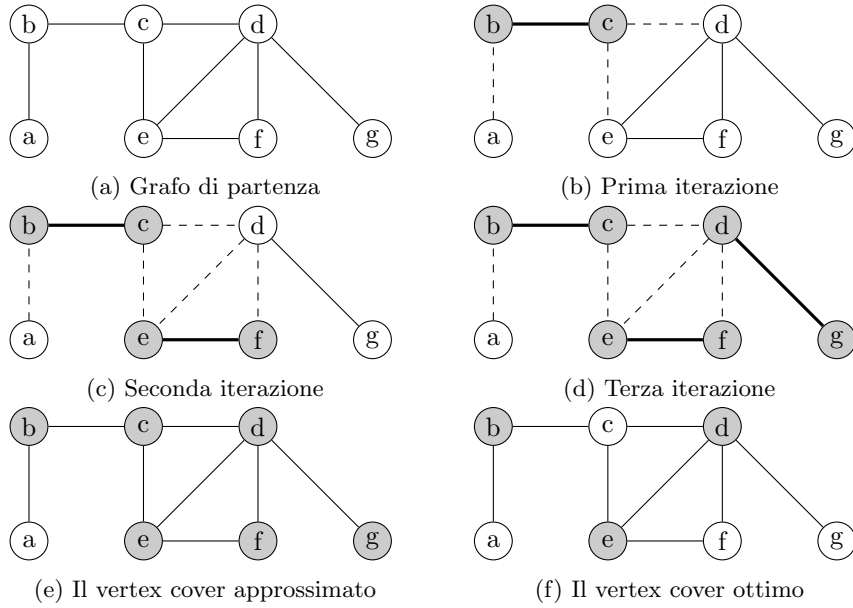 b c d
a e f g
(a) Grafo di partenza
b c d
a e f g
(b) Prima iterazione
b c d
a e f g
(c) Seconda iterazione
b c d
a e f g
(d) Terza iterazione
b c d
a e f g
(e) Il vertex cover approssimato
b c d
a e f g
(f) Il vertex cover ottimo